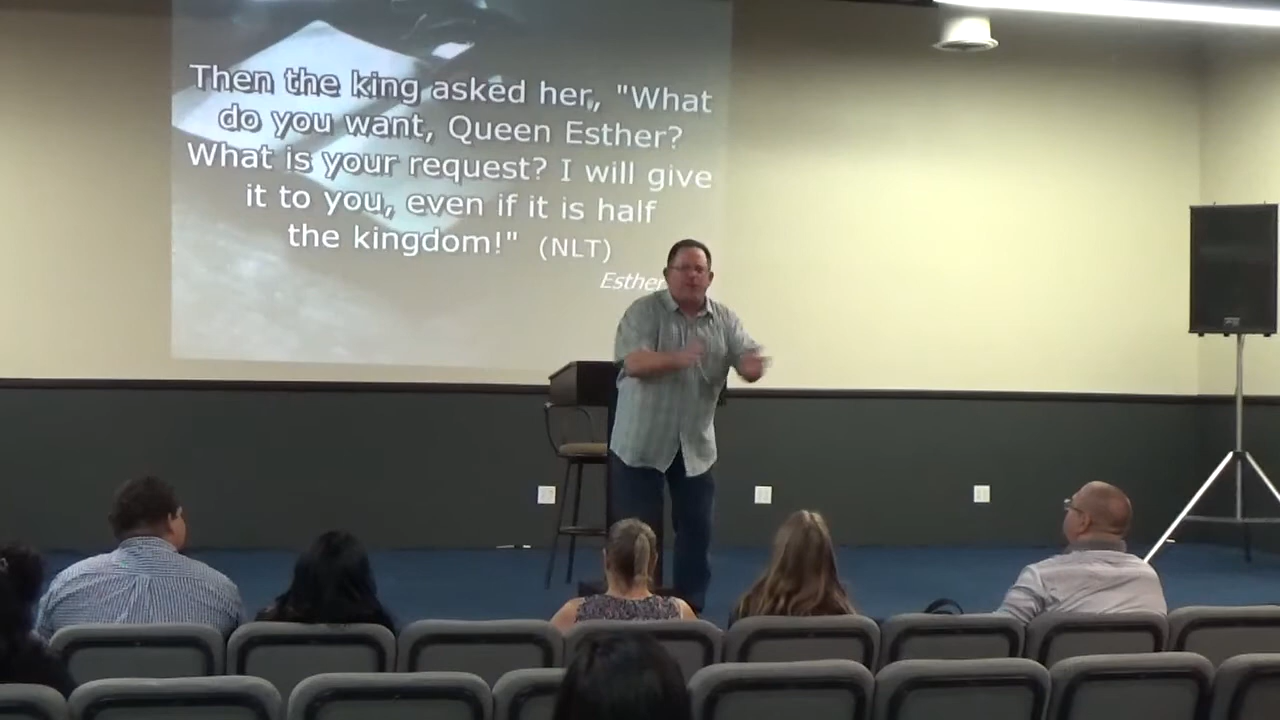 Then the king asked her, "What
do you want, Queen Esther?
What is your request? I will give
it to you, even if it is half
the kingdom!" (NLT)
Esther